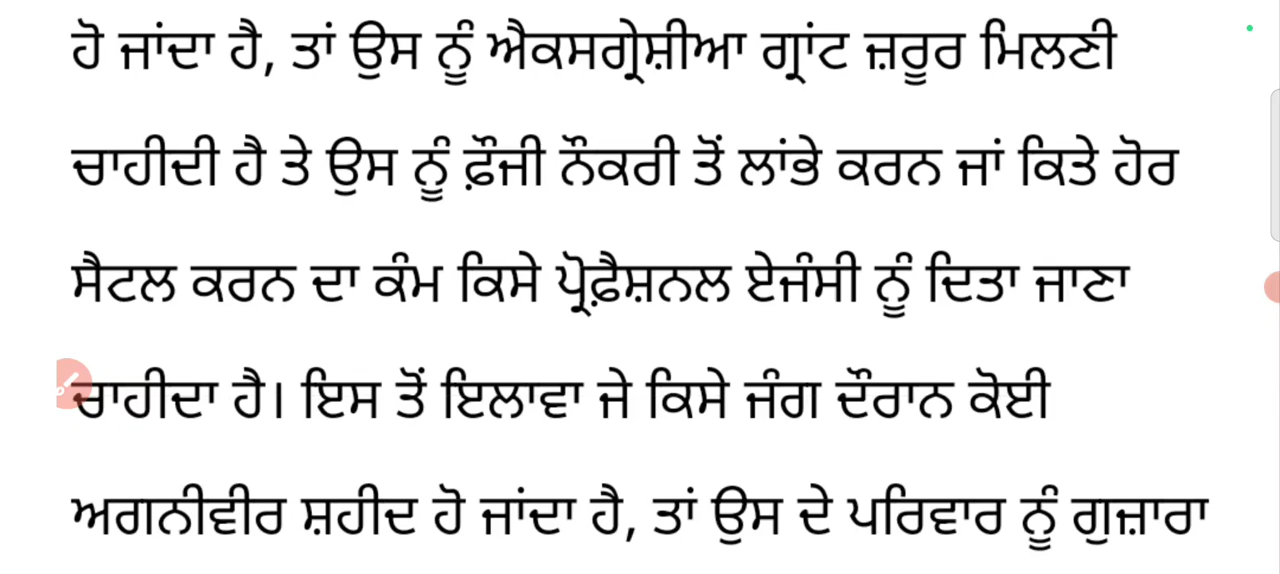 ਹੋ ਜਾਂਦਾ ਹੈ, ਤਾਂ ਉਸ ਨੂੰ ਐਕਸਗ੍ਰੇਸ਼ੀਆ ਗ੍ਰਾਂਟ ਜ਼ਰੂਰ ਮਿਲਣੀ
ਚਾਹੀਦੀ ਹੈ ਤੇ ਉਸ ਨੂੰ ਫ਼ੌਜੀ ਨੌਕਰੀ ਤੋਂ ਲਾਂਭੇ ਕਰਨ ਜਾਂ ਕਿਤੇ ਹੋਰ
ਸੈਟਲ ਕਰਨ ਦਾ ਕੰਮ ਕਿਸੇ ਪ੍ਰੋਫ਼ੈਸ਼ਨਲ ਏਜੰਸੀ ਨੂੰ ਦਿਤਾ ਜਾਣਾ
ਚਾਹੀਦਾ ਹੈ। ਇਸ ਤੋਂ ਇਲਾਵਾ ਜੇ ਕਿਸੇ ਜੰਗ ਦੌਰਾਨ ਕੋਈ
ਅਗਨੀਵੀਰ ਸ਼ਹੀਦ ਹੋ ਜਾਂਦਾ ਹੈ, ਤਾਂ ਉਸ ਦੇ ਪਰਿਵਾਰ ਨੂੰ ਗੁਜ਼ਾਰਾ